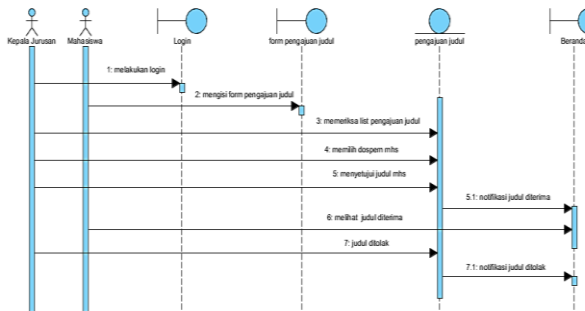 Kepala Jurusan
Mahasiswa
Login
form pengajuan judul
pengajuan judul
Beranda
1: melakukan login
2: mengisi form pengajuan judul
3: memeriksa list pengajuan judul
4: memilih dospem mhs
5: menyetujui judul mhs
5.1: notifikasi judul diterima
6: melihat judul diterima
7: judul ditolak
7.1: notifikasi judul ditolak